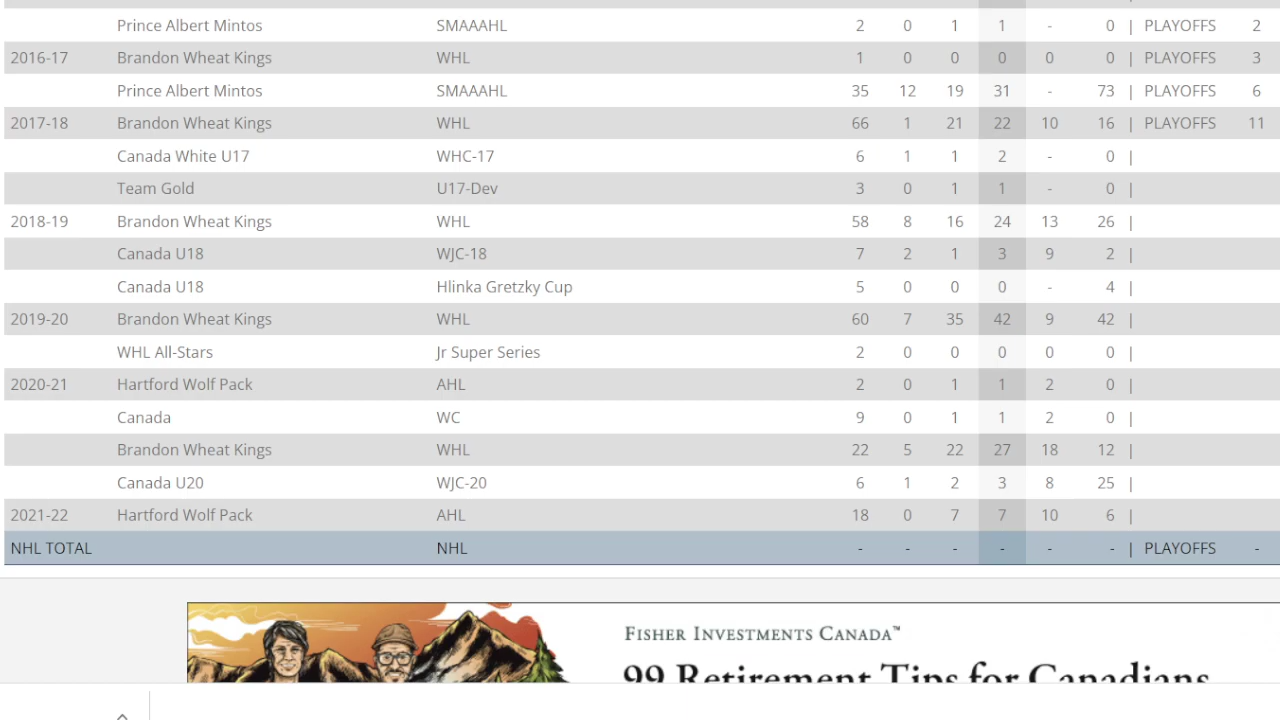 Prince Albert Mintos SMAAAHL 2 0 1 1 - 0 | PLAYOFFS 2
2016-17 Brandon Wheat Kings WHL 1 0 0 0 0 0 | PLAYOFFS 3
Prince Albert Mintos SMAAAHL 35 12 19 31 - 73 | PLAYOFFS 6
2017-18 Brandon Wheat Kings WHL 66 1 21 22 10 16 | PLAYOFFS 11
Canada White U17 WHC-17 6 1 1 2 - 0 |
Team Gold U17-Dev 3 0 1 1 - 0 |
2018-19 Brandon Wheat Kings WHL 58 8 16 24 13 26 |
Canada U18 WJC-18 7 2 1 3 9 2 |
Canada U18 Hlinka Gretzky Cup 5 0 0 0 - 4 |
2019-20 Brandon Wheat Kings WHL 60 7 35 42 9 42 |
WHL All-Stars Jr Super Series 2 0 0 0 0 0 |
2020-21 Hartford Wolf Pack AHL 2 0 1 1 2 0 |
Canada WC 9 0 1 1 2 0 |
Brandon Wheat Kings WHL 22 5 22 27 18 12 |
Canada U20 WJC-20 6 1 2 3 8 25 |
2021-22 Hartford Wolf Pack AHL 18 0 7 7 10 6 |
NHL TOTAL NHL - - - - - - | PLAYOFFS -
FISHER INVESTMENTS CANADA™
99 Retirement Tips for Canadians